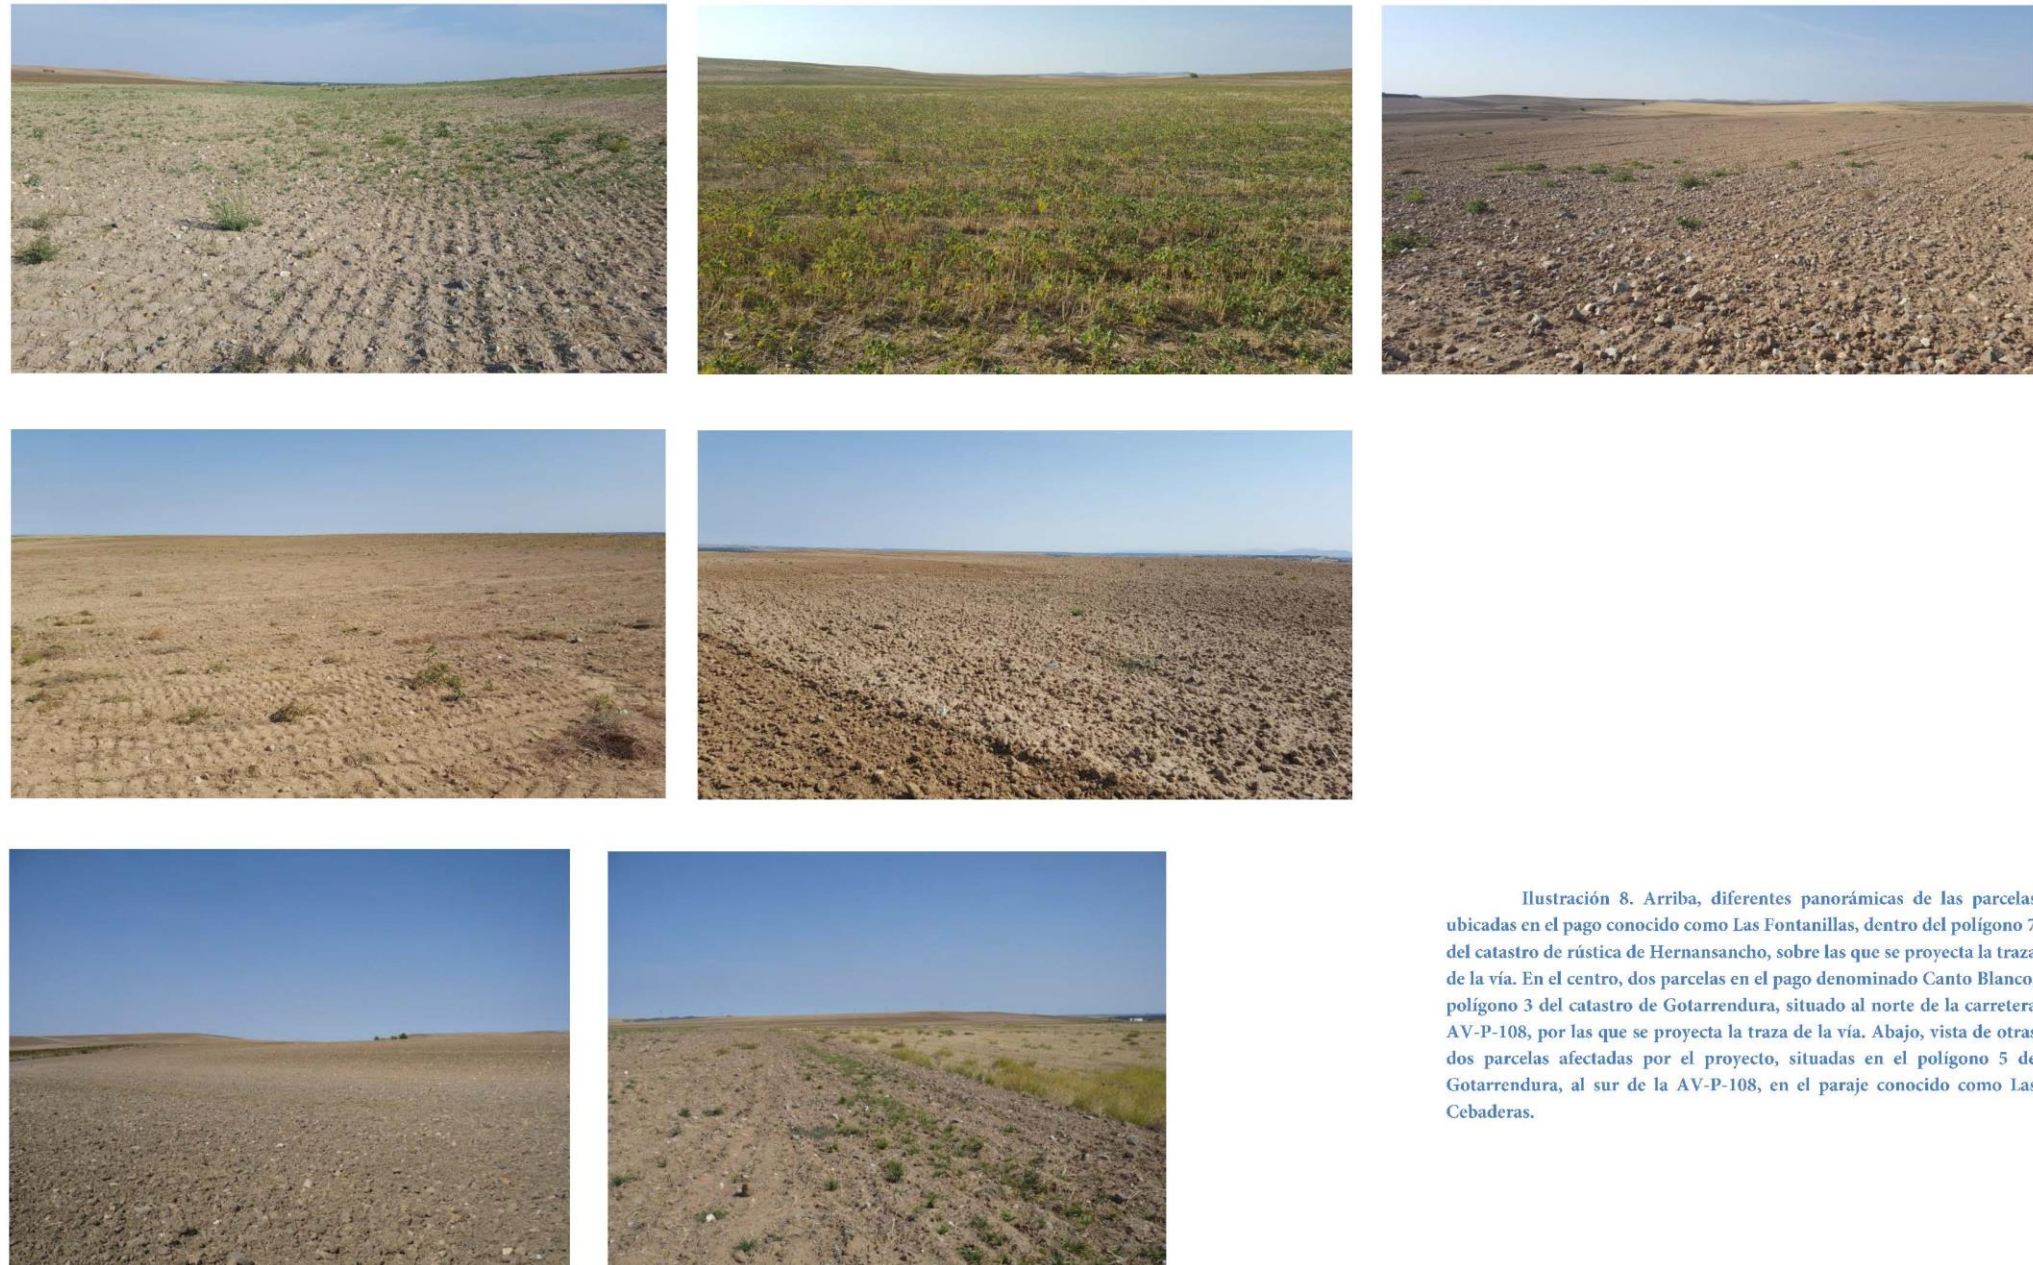 Ilustración 8. Arriba, diferentes panorámicas de las parcelas
ubicadas en el pago conocido como Las Fontanillas, dentro del polígono 7
del catastro de rústica de Hernansancho, sobre las que se proyecta la traza
de la vía. En el centro, dos parcelas en el pago denominado Canto Blanco
polígono 3 del catastro de Gotarrendura, situado al norte de la carretera
AV-P-108, por las que se proyecta la traza de la vía. Abajo, vista de otras
dos parcelas afectadas por el proyecto, situadas en el polígono 5 de
Gotarrendura, al sur de la AV-P-108, en el paraje conocido como Las
Cebaderas.